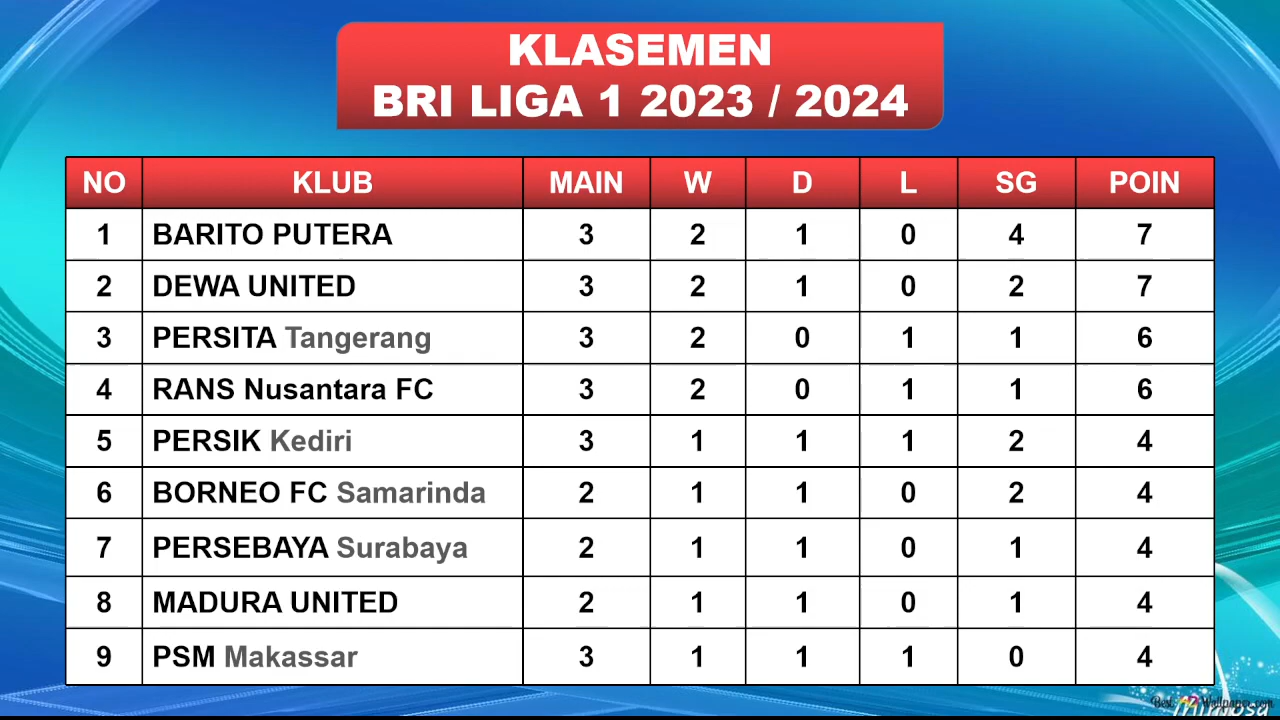 KLASEMEN
BRI LIGA 1 2023 / 2024
NO KLUB MAIN W D L SG POIN
1 BARITO PUTERA 3 2 1 0 4 7
2 DEWA UNITED 3 2 1 0 2 7
3 PERSITA Tangerang 3 2 0 1 1 6
4 RANS Nusantara FC 3 2 0 1 1 6
5 PERSIK Kediri 3 1 1 1 2 4
6 BORNEO FC Samarinda 2 1 1 0 2 4
7 PERSEBAYA Surabaya 2 1 1 0 1 4
8 MADURA UNITED 2 1 1 0 1 4
9 PSM Makassar 3 1 1 1 0 4
Mimosa